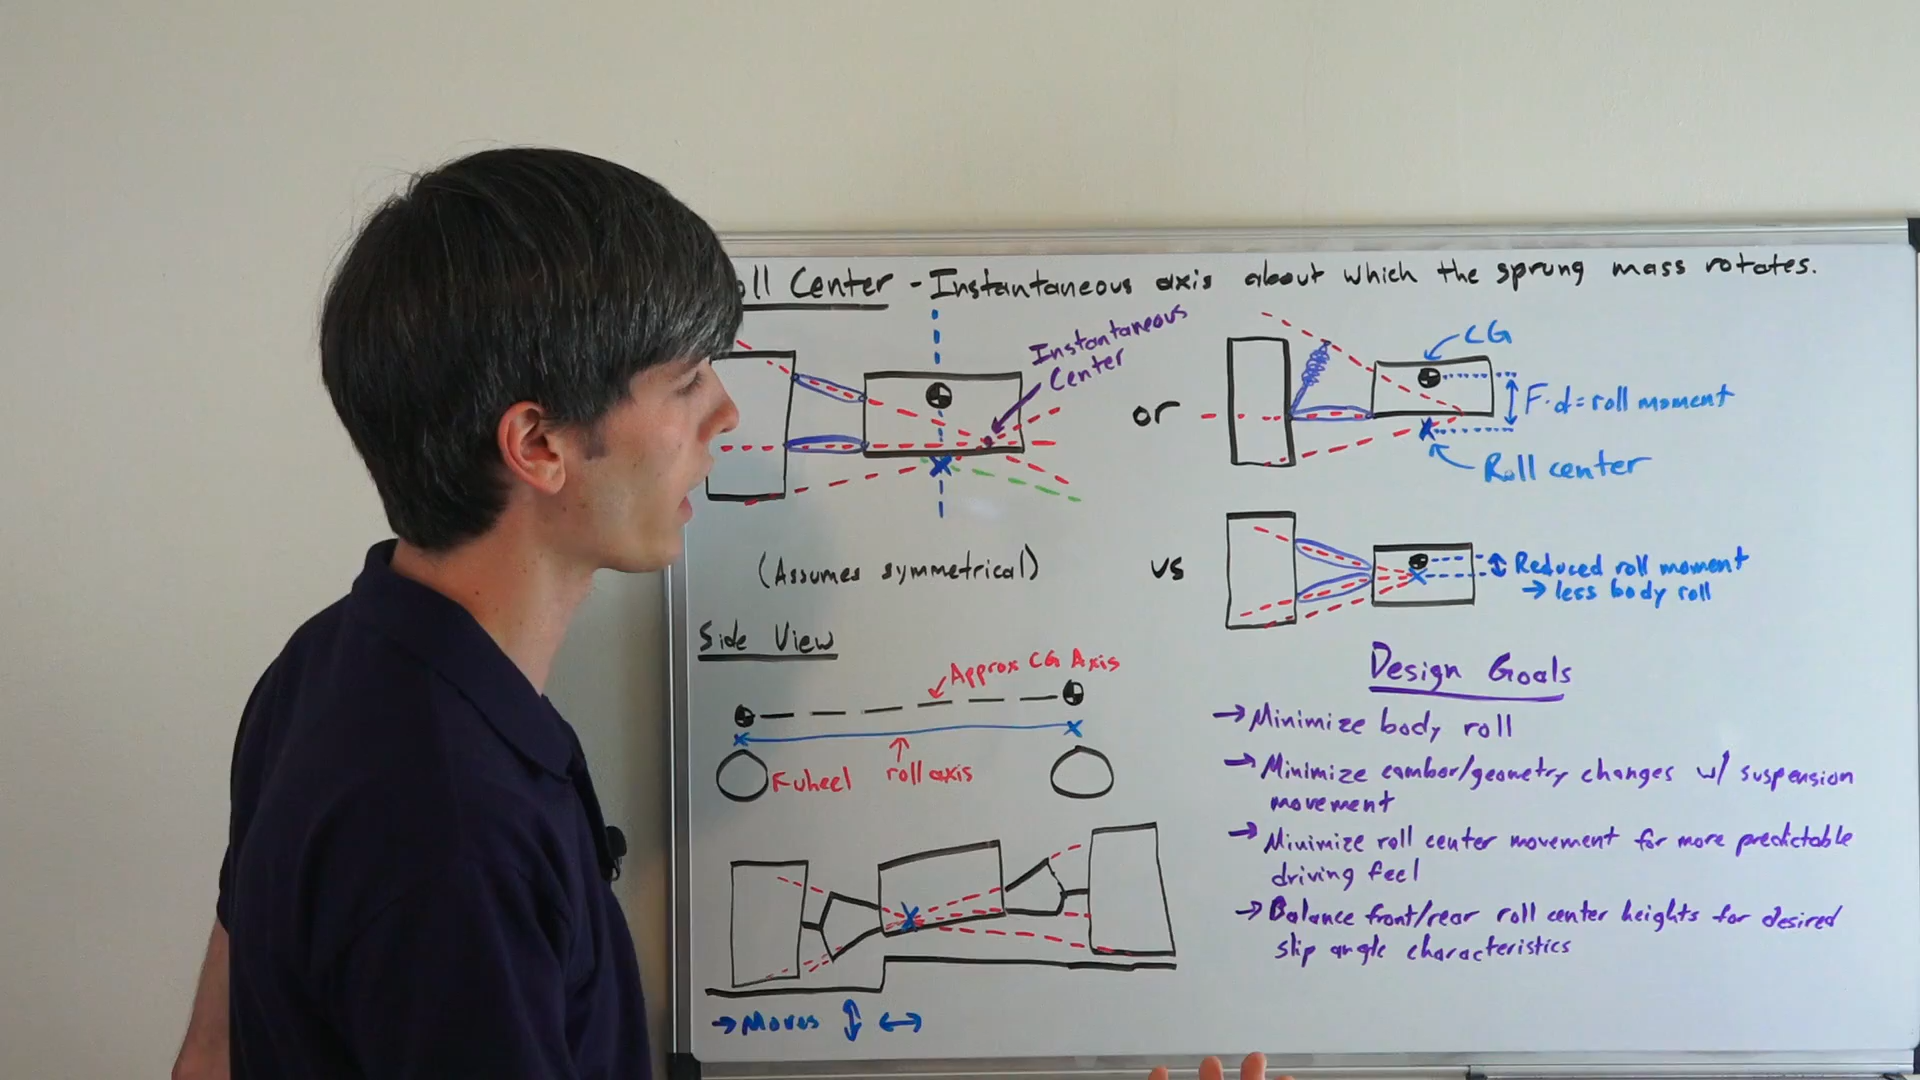 oll Center - Instantaneous axis about which the sprung mass rotates.
Instantaneous
Center
or
CG
F·d = roll moment
Roll center
(Assumes symmetrical)
vs
Reduced roll moment
→ less body roll
Side View
Approx CG Axis
F wheel
roll axis
→ Moves ↕ ↔
Design Goals
→ Minimize body roll
→ Minimize camber/geometry changes w/ suspension
movement
→ Minimize roll center movement for more predictable
driving feel
→ Balance front/rear roll center heights for desired
slip angle characteristics